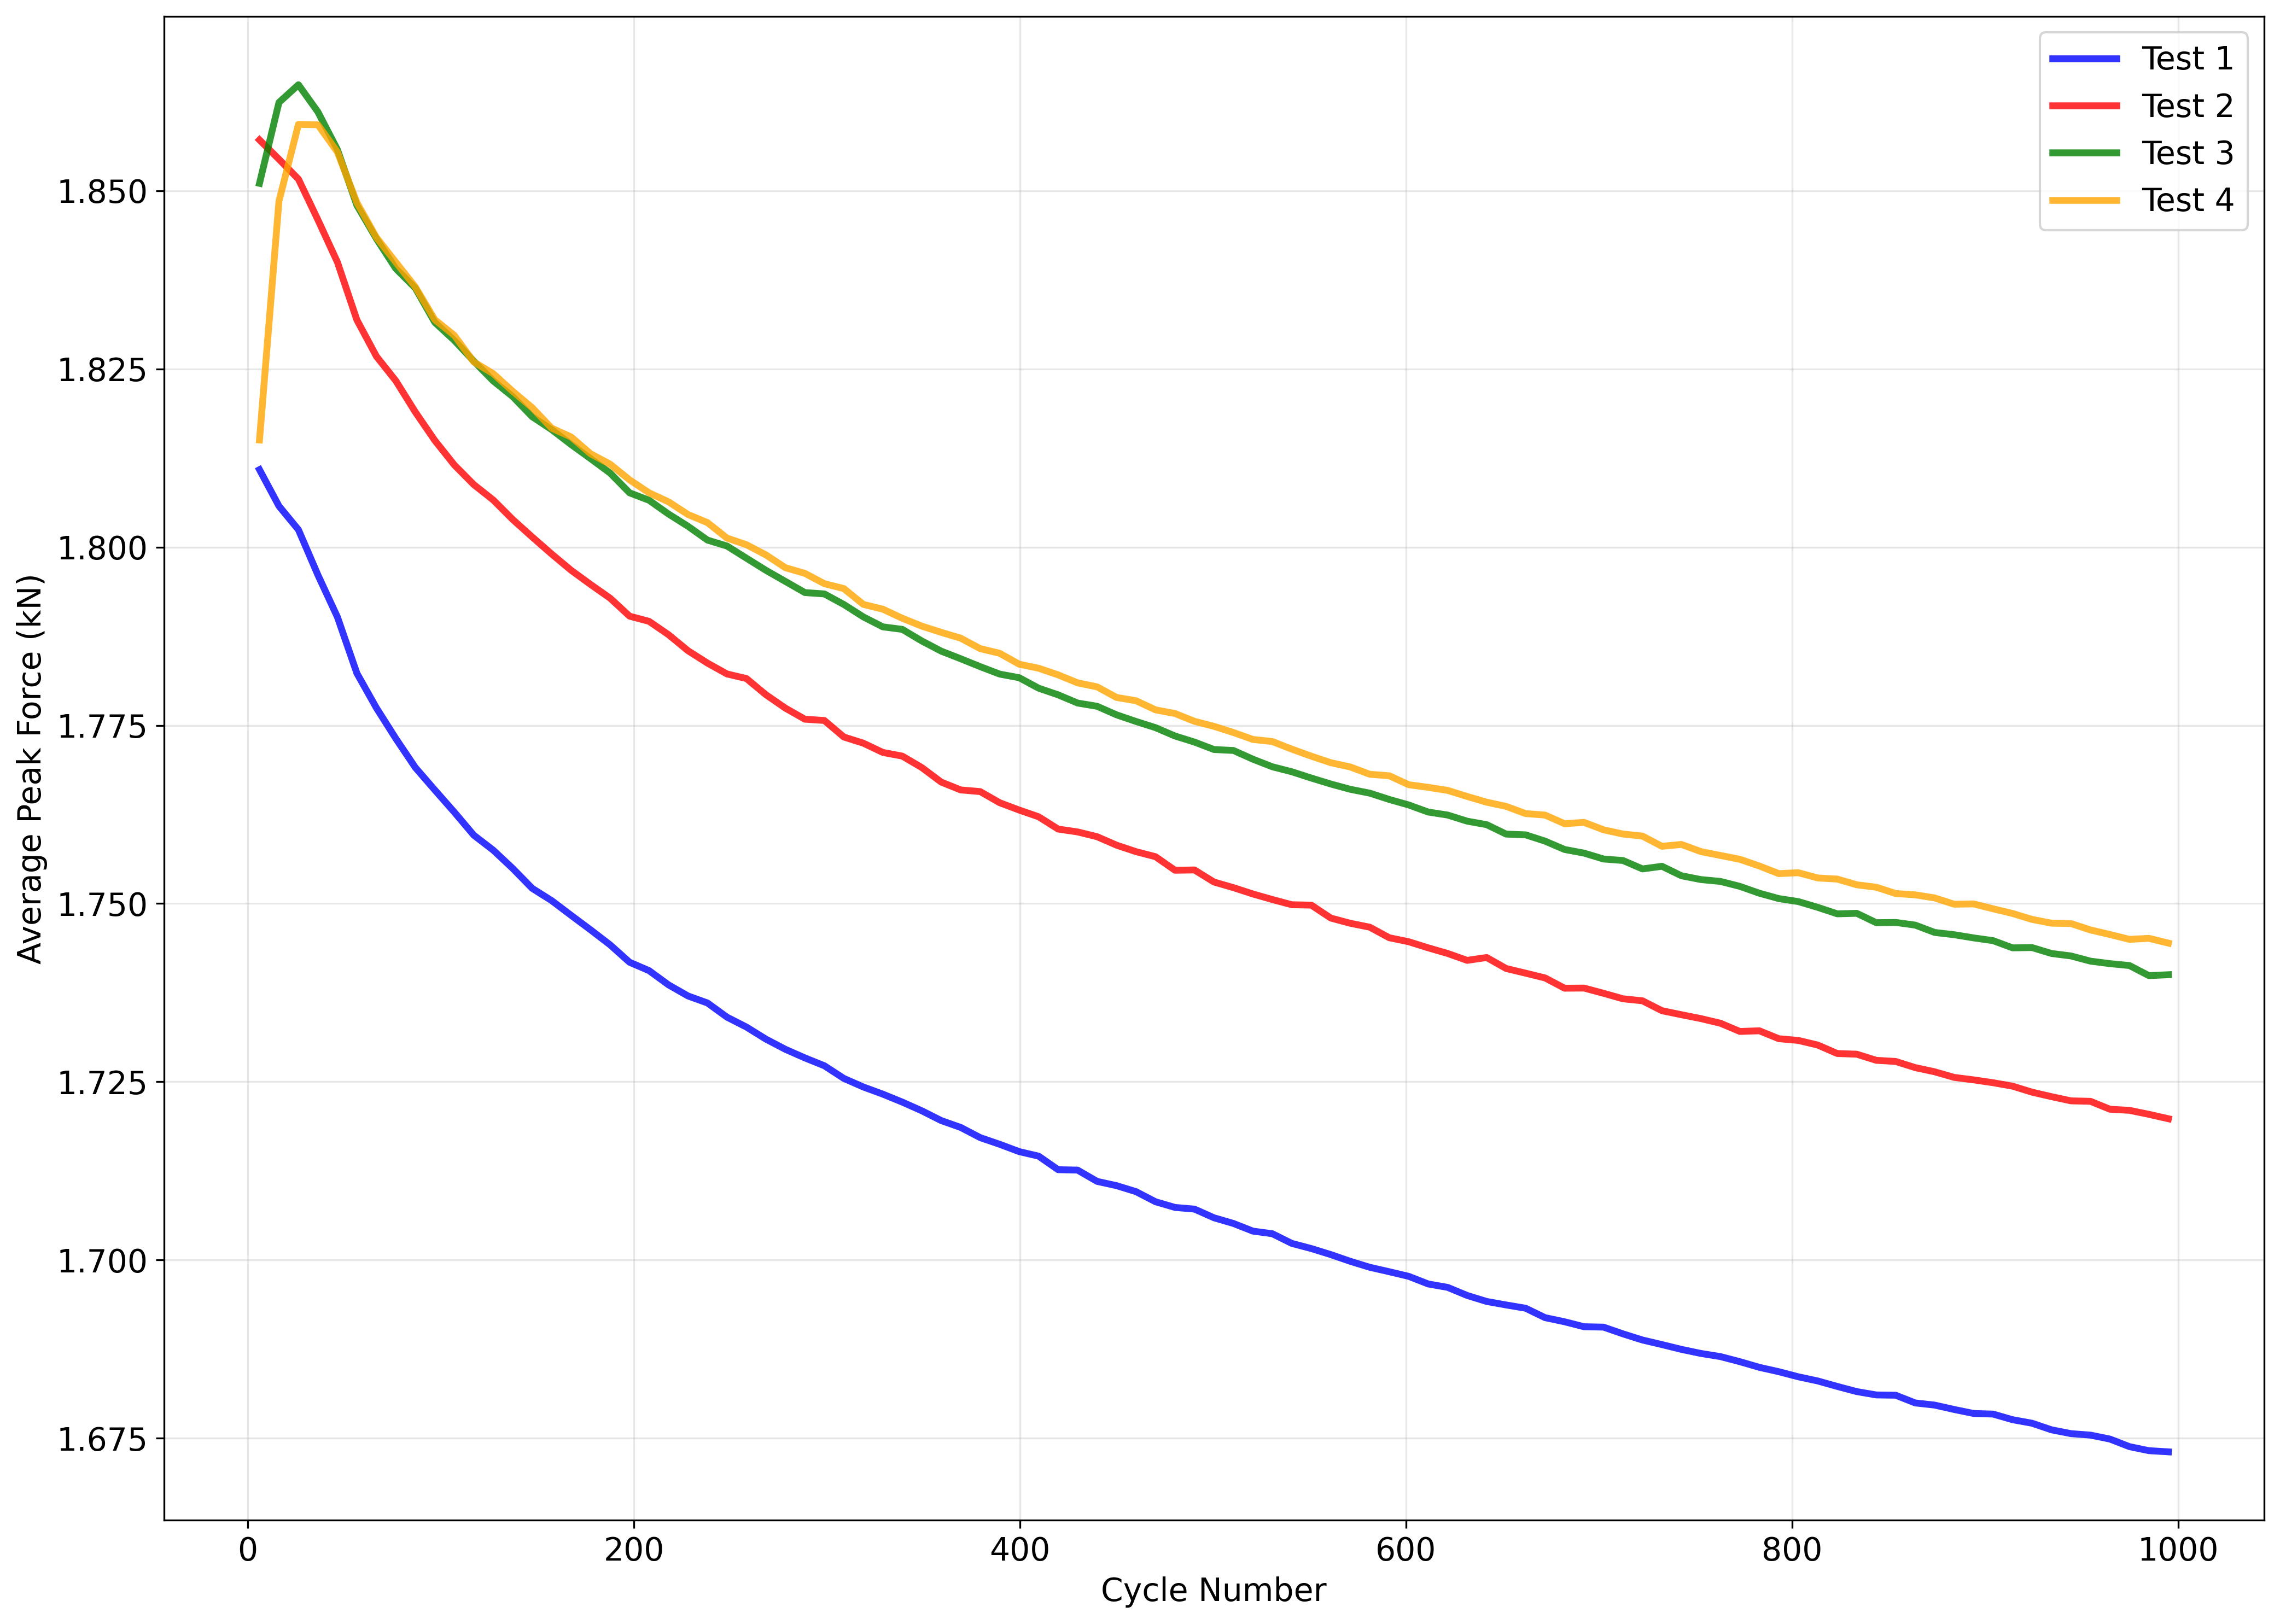 Test 1
Test 2
Test 3
Test 4
1.850
1.825
1.800
1.775
1.750
1.725
1.700
1.675
Average Peak Force (kN)
0 200 400 600 800 1000
Cycle Number